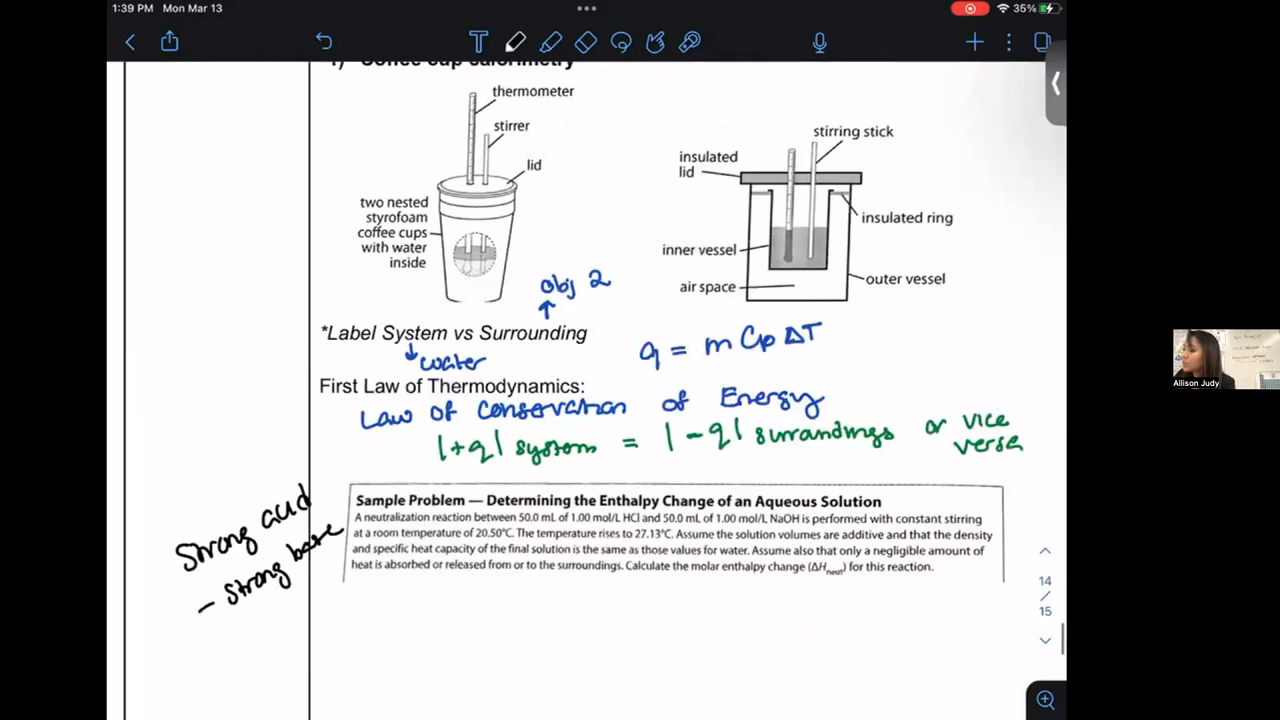 1:39 PM Mon Mar 13
35%
1) Coffee cup calorimetry
thermometer
stirrer
lid
two nested
styrofoam
coffee cups
with water
inside
stirring stick
insulated
lid
insulated ring
inner vessel
outer vessel
air space
Obj 2
*Label System vs Surrounding
water
q = m Cp ΔT
First Law of Thermodynamics:
Law of Conservation of Energy
|+q| system = |-q| surrandings or vice
versa
Strong acid
- strong base
Sample Problem — Determining the Enthalpy Change of an Aqueous Solution
A neutralization reaction between 50.0 mL of 1.00 mol/L HCl and 50.0 mL of 1.00 mol/L NaOH is performed with constant stirring
at a room temperature of 20.50°C. The temperature rises to 27.13°C. Assume the solution volumes are additive and that the density
and specific heat capacity of the final solution is the same as those values for water. Assume also that only a negligible amount of
heat is absorbed or released from or to the surroundings. Calculate the molar enthalpy change (ΔHneut) for this reaction.
14
/
15
Allison Judy